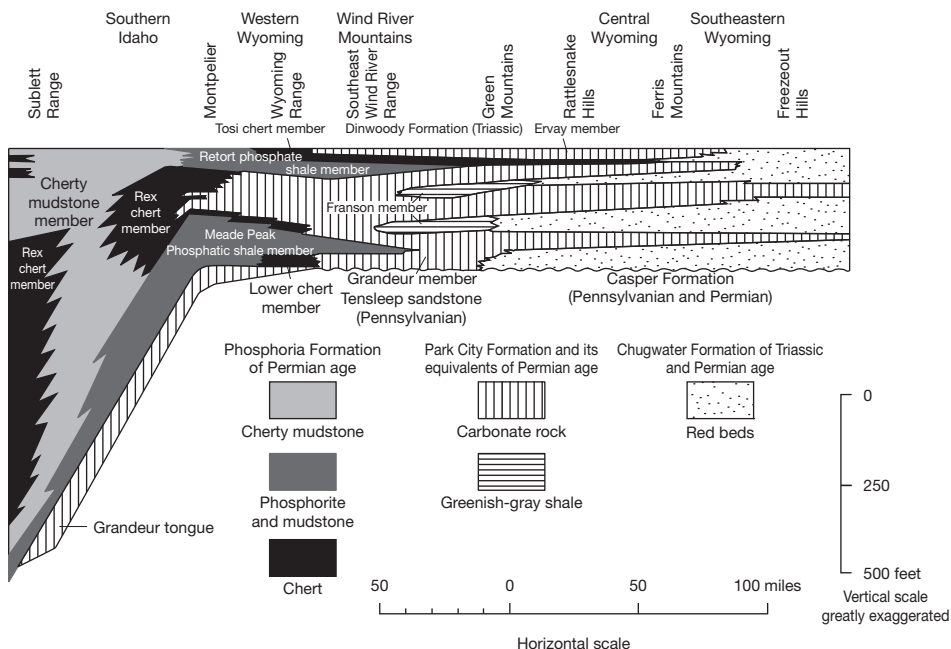 Southern
Idaho
Western
Wyoming
Wind River
Mountains
Central
Wyoming
Southeastern
Wyoming
Sublett
Range
Montpelier
Wyoming
Range
Southeast
Wind River
Range
Green
Mountains
Rattlesnake
Hills
Ferris
Mountains
Freezeout
Hills
Tosi chert member
Dinwoody Formation (Triassic)
Ervay member
Retort phosphate
shale member
Cherty
mudstone
member
Rex
chert
member
Franson member
Meade Peak
Phosphatic shale member
Rex
chert
member
Lower chert
member
Grandeur member
Tensleep sandstone
(Pennsylvanian)
Casper Formation
(Pennsylvanian and Permian)
Grandeur tongue
Phosphoria Formation
of Permian age
Cherty mudstone
Phosphorite
and mudstone
Chert
Park City Formation and its
equivalents of Permian age
Carbonate rock
Greenish-gray shale
Chugwater Formation of Triassic
and Permian age
Red beds
0
250
500 feet
Vertical scale
greatly exaggerated
50 0 50 100 miles
Horizontal scale